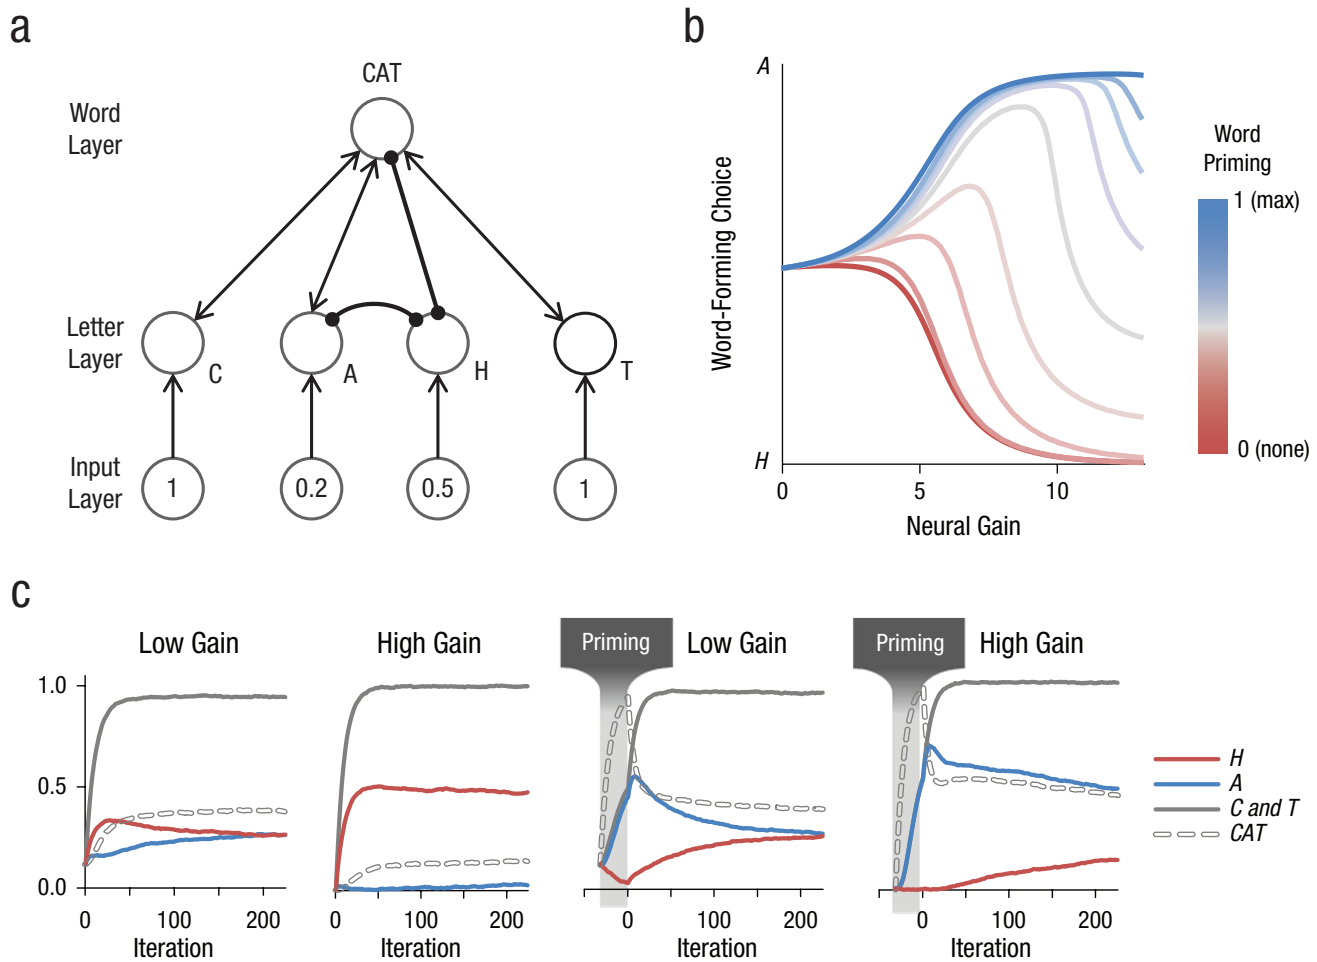 a
CAT
Word
Layer
Letter
Layer
C
A
H
T
Input
Layer
1
0.2
0.5
1
b
A
Word-Forming Choice
H
0
5
10
Neural Gain
Word
Priming
1 (max)
0 (none)
c
Low Gain
1.0
0.5
0.0
0
100
200
Iteration
High Gain
0
100
200
Iteration
Priming
Low Gain
0
100
200
Iteration
Priming
High Gain
0
100
200
Iteration
H
A
C and T
CAT